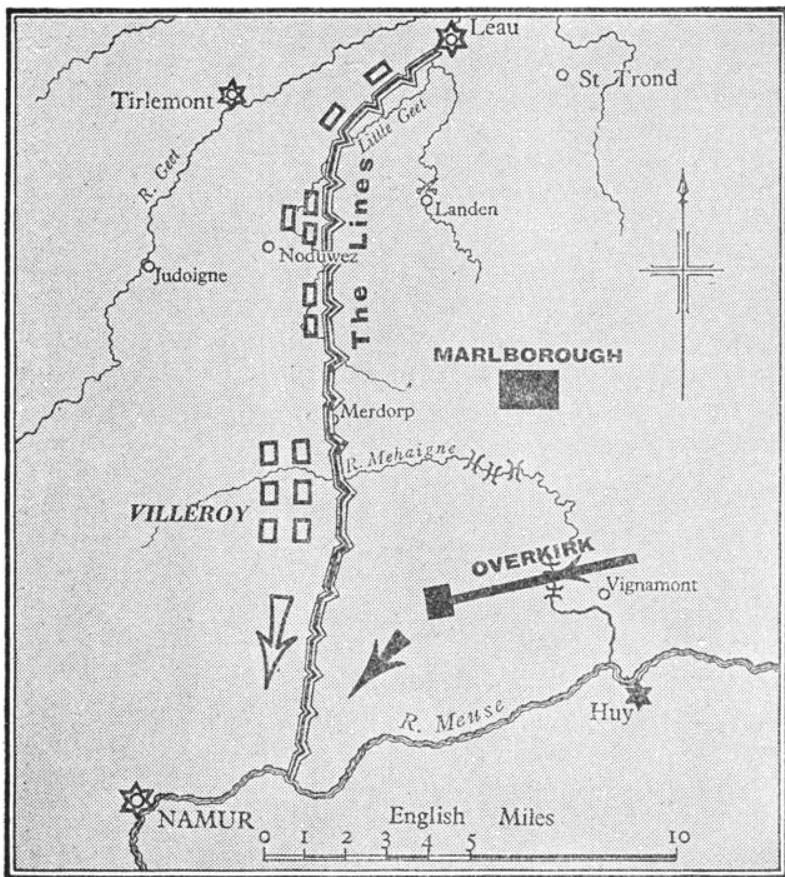 Léau
St. Trond
Tirlemont
Little Geet
R. Geet
The Lines
Landen
Noduwez
Judoigne
MARLBOROUGH
Merdorp
R. Mehaigne
VILLEROY
OVERKIRK
Vignamont
R. Meuse
Huy
NAMUR
English Miles
0 1 2 3 4 5 10